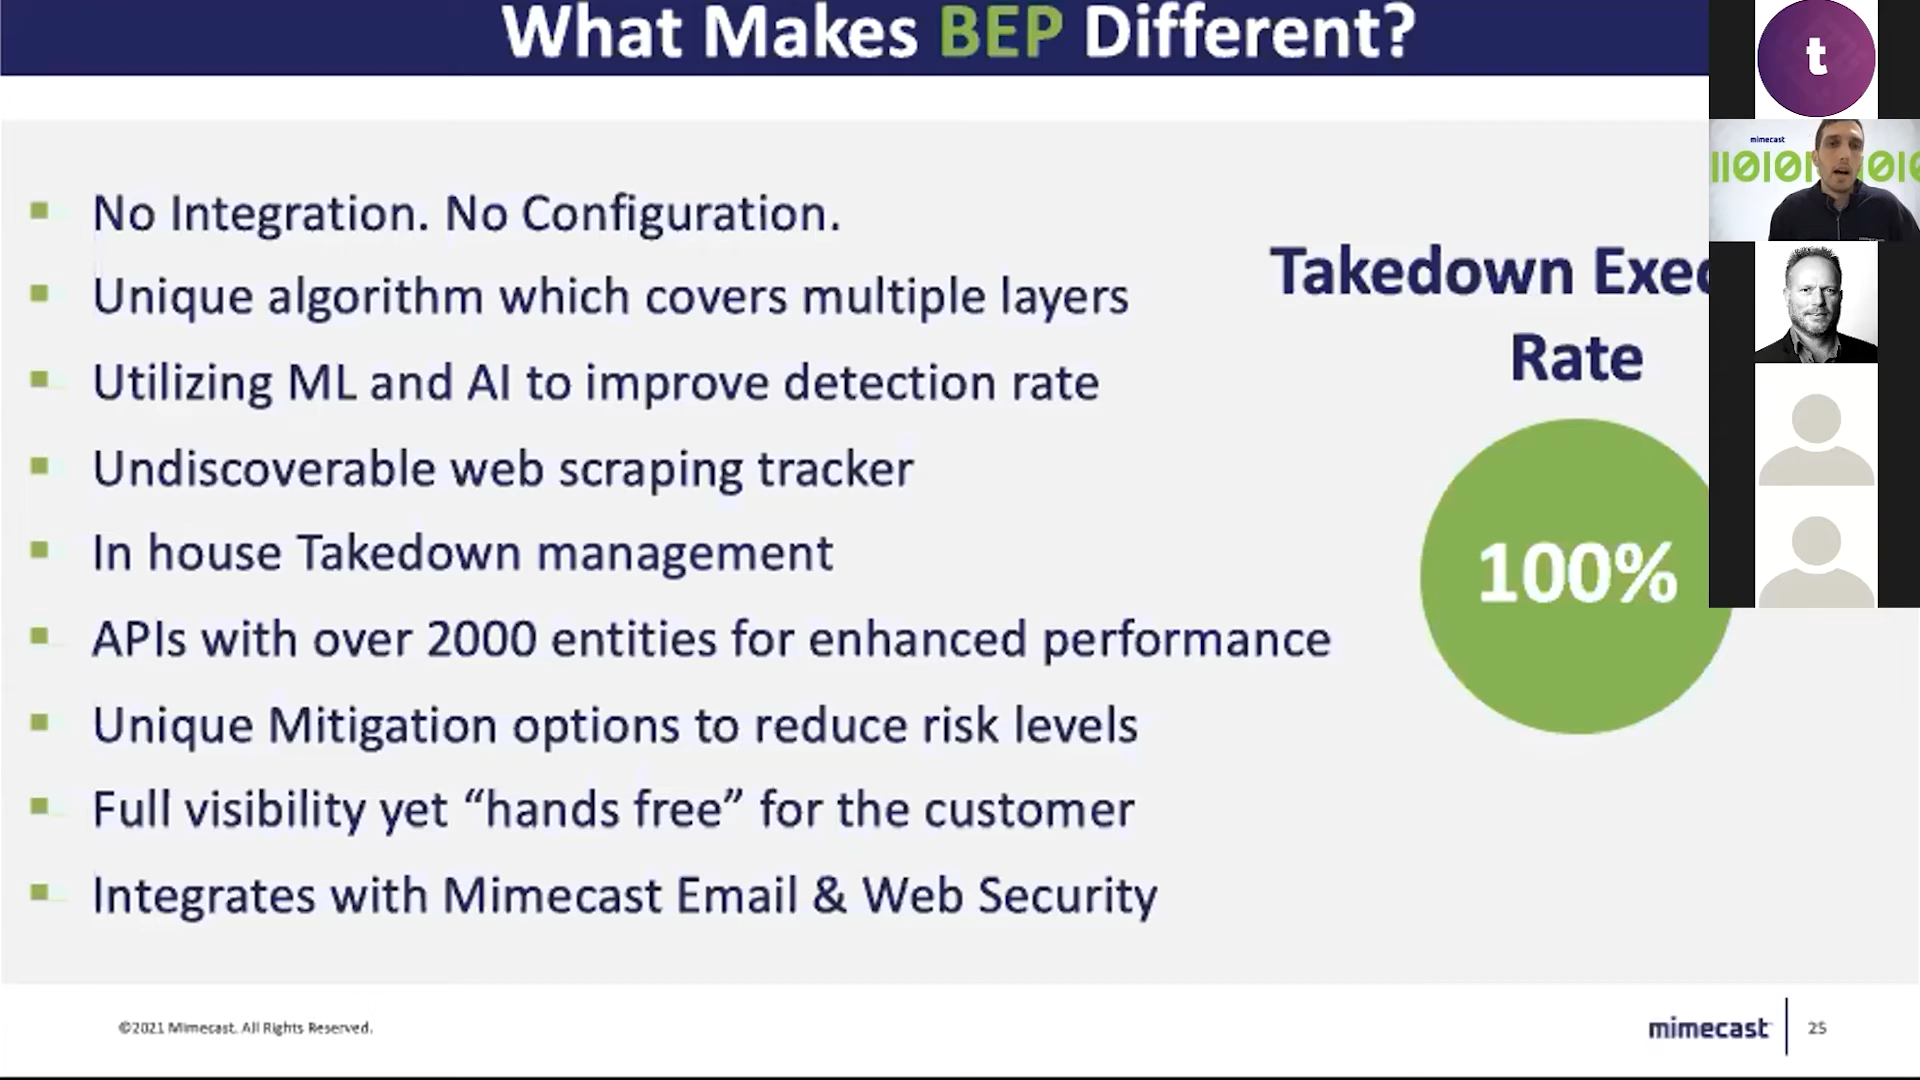 What Makes BEP Different?
t
mimecast
No Integration. No Configuration.
Unique algorithm which covers multiple layers
Utilizing ML and AI to improve detection rate
Undiscoverable web scraping tracker
In house Takedown management
APIs with over 2000 entities for enhanced performance
Unique Mitigation options to reduce risk levels
Full visibility yet “hands free” for the customer
Integrates with Mimecast Email & Web Security
Takedown
Rate
100%
©2021 Mimecast. All Rights Reserved.
mimecast
25